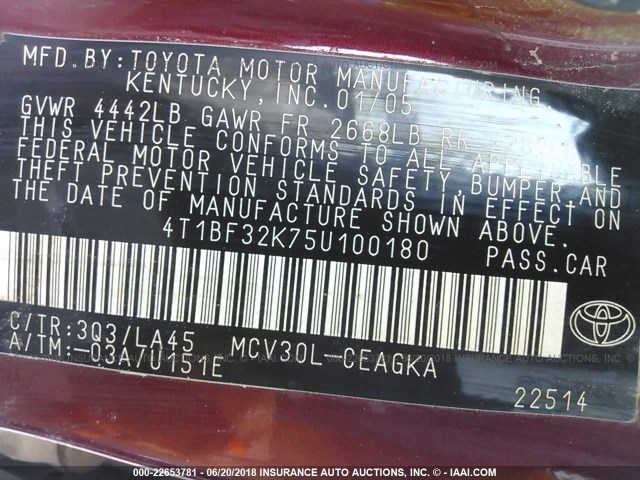 MFD.BY:TOYOTA MOTOR MANUFACTURING
KENTUCKY, INC. 01/05
GVWR 4442LB GAWR FR 2668LB RR
THIS VEHICLE CONFORMS TO ALL APPLICABLE
FEDERAL MOTOR VEHICLE SAFETY, BUMPER, AND
THEFT PREVENTION STANDARDS IN EFFECT ON
THE DATE OF MANUFACTURE SHOWN ABOVE.
4T1BF32K75U100180 PASS.CAR
C/TR:3Q3/LA45 MCV30L-CEAGKA
A/TM:-03A/U151E
22514
TOYOTA
000-22653781 - 06/20/2018 - INSURANCE AUTO AUCTIONS - © - IAAI.COM